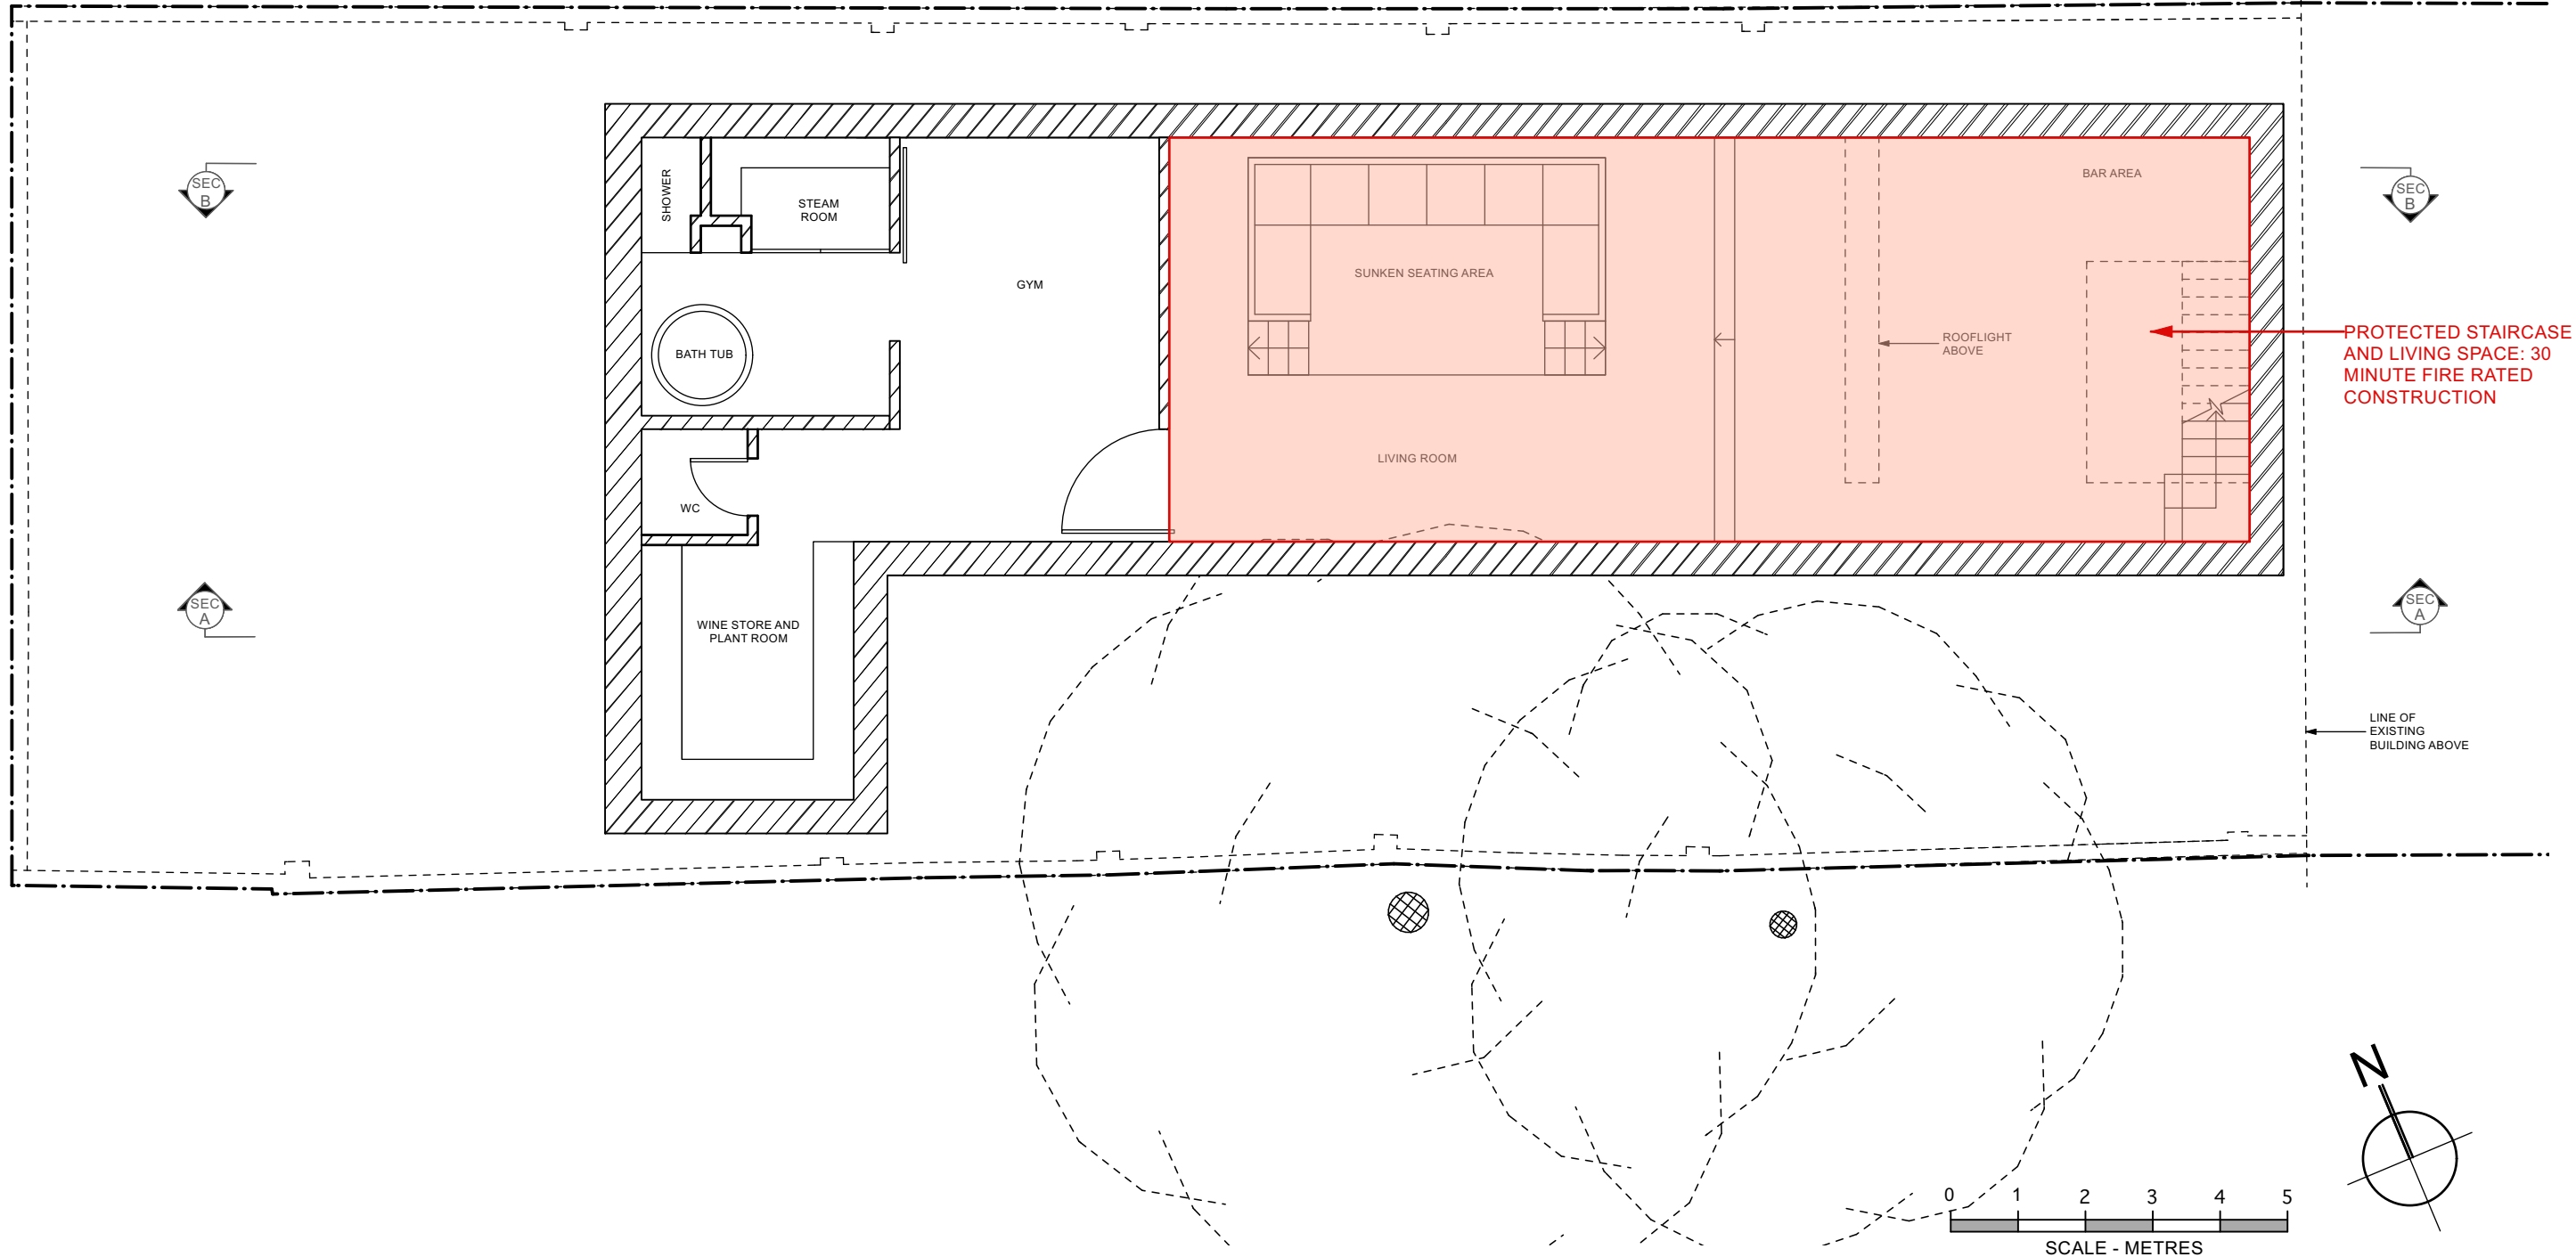 SEC
B
SHOWER
STEAM
ROOM
BAR AREA
SEC
B
GYM
SUNKEN SEATING AREA
BATH TUB
ROOFLIGHT
ABOVE
PROTECTED STAIRCASE
AND LIVING SPACE: 30
MINUTE FIRE RATED
CONSTRUCTION
LIVING ROOM
WC
SEC
A
WINE STORE AND
PLANT ROOM
SEC
A
LINE OF
EXISTING
BUILDING ABOVE
N
0 1 2 3 4 5
SCALE - METRES